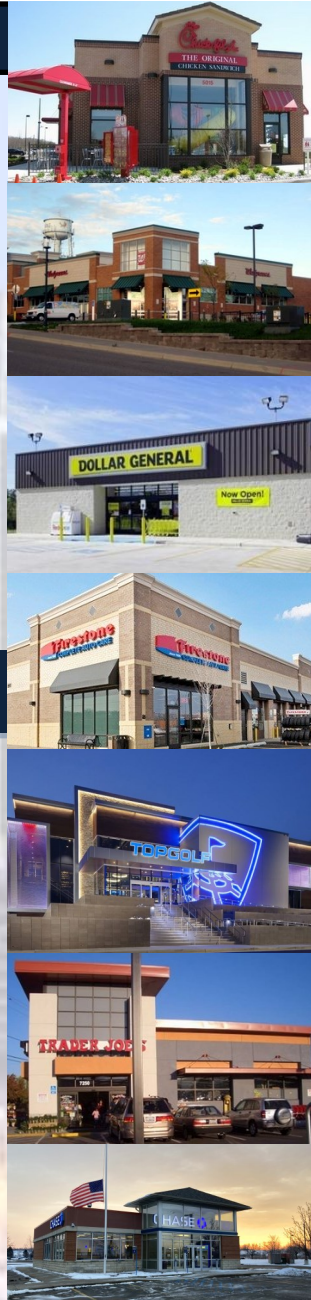 Chick-fil-A
THE ORIGINAL
CHICKEN SANDWICH
Walgreens
Walgreens
DOLLAR GENERAL
Now Open!
Firestone
COMPLETE AUTO CARE
Firestone
COMPLETE AUTO CARE
TOPGOLF
TRADER JOE'S
CHASE
CHASE